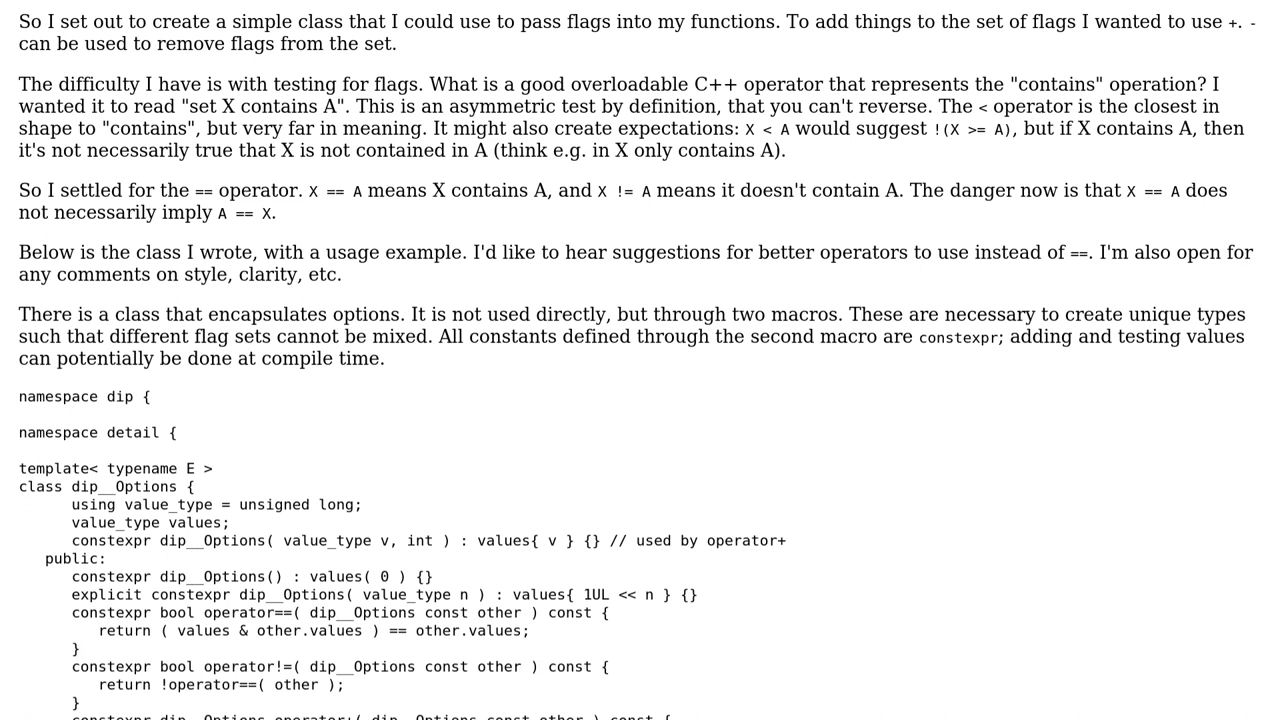 So I set out to create a simple class that I could use to pass flags into my functions. To add things to the set of flags I wanted to use +. -
can be used to remove flags from the set.
The difficulty I have is with testing for flags. What is a good overloadable C++ operator that represents the "contains" operation? I
wanted it to read "set X contains A". This is an asymmetric test by definition, that you can't reverse. The < operator is the closest in
shape to "contains", but very far in meaning. It might also create expectations: X < A would suggest !(X >= A), but if X contains A, then
it's not necessarily true that X is not contained in A (think e.g. in X only contains A).
So I settled for the == operator. X == A means X contains A, and X != A means it doesn't contain A. The danger now is that X == A does
not necessarily imply A == X.
Below is the class I wrote, with a usage example. I'd like to hear suggestions for better operators to use instead of ==. I'm also open for
any comments on style, clarity, etc.
There is a class that encapsulates options. It is not used directly, but through two macros. These are necessary to create unique types
such that different flag sets cannot be mixed. All constants defined through the second macro are constexpr; adding and testing values
can potentially be done at compile time.
namespace dip {
namespace detail {
template< typename E >
class dip__Options {
      using value_type = unsigned long;
      value_type values;
      constexpr dip__Options( value_type v, int ) : values{ v } {} // used by operator+
   public:
      constexpr dip__Options() : values( 0 ) {}
      explicit constexpr dip__Options( value_type n ) : values{ 1UL << n } {}
      constexpr bool operator==( dip__Options const other ) const {
         return ( values & other.values ) == other.values;
      }
      constexpr bool operator!=( dip__Options const other ) const {
         return !operator==( other );
      }
      constexpr dip__Options operator+( dip__Options const other ) const {